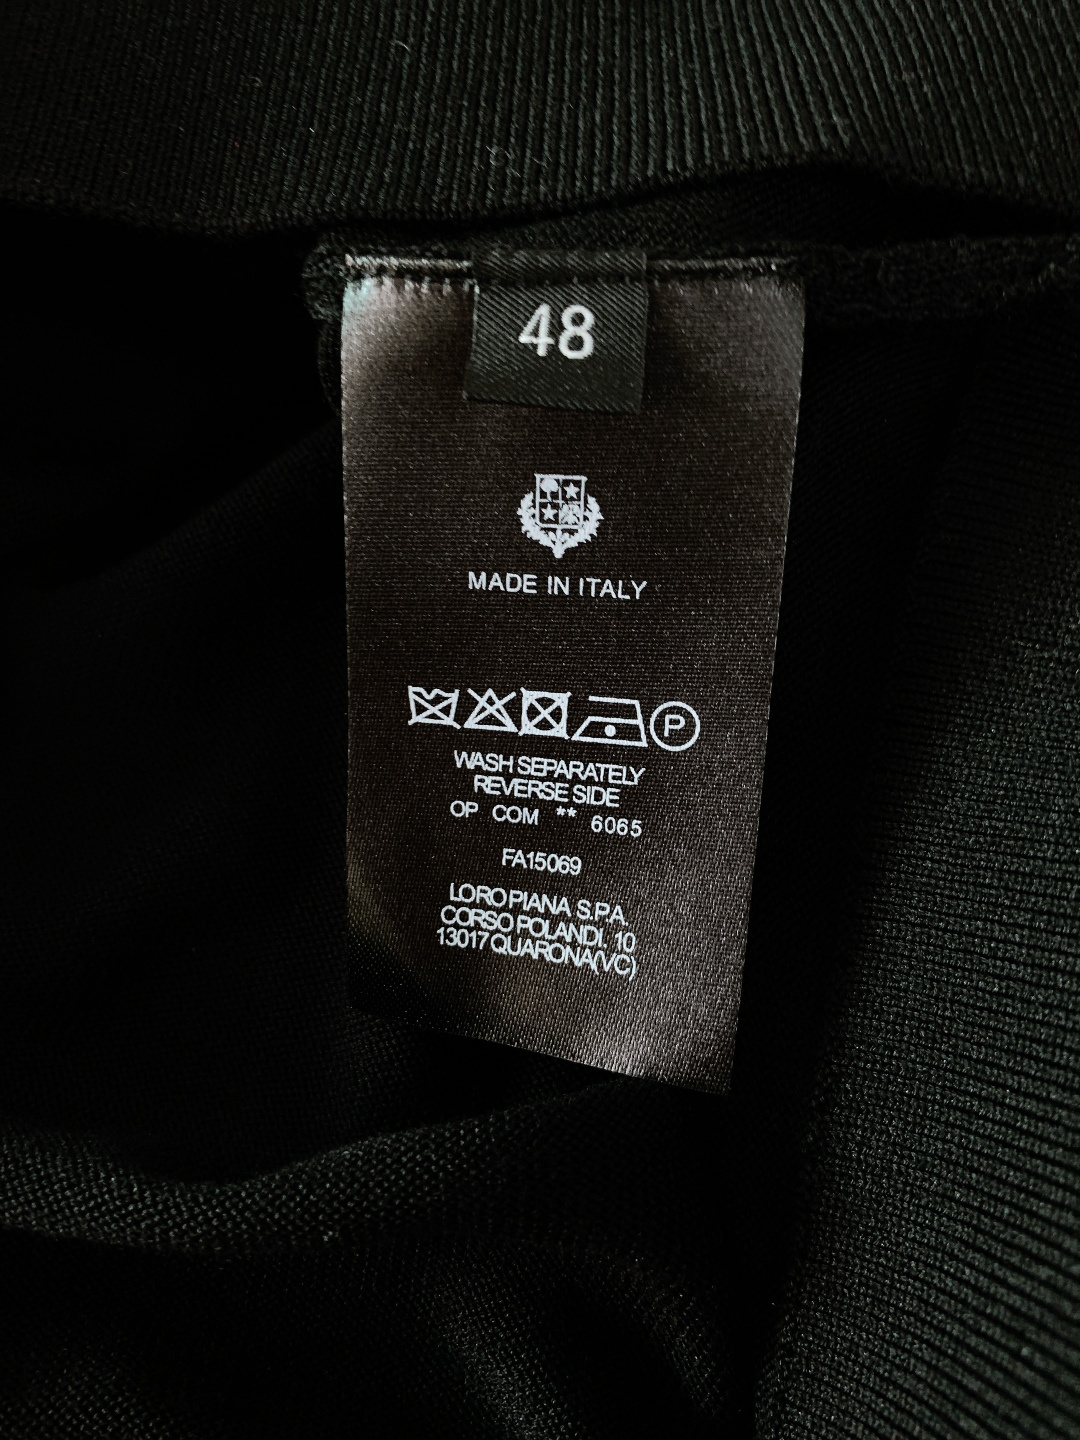 48
MADE IN ITALY
P
WASH SEPARATELY
REVERSE SIDE
OP COM ** 6065
FA15069
LORO PIANA S.P.A.
CORSO POLANDI, 10
13017 QUARONA(VC)